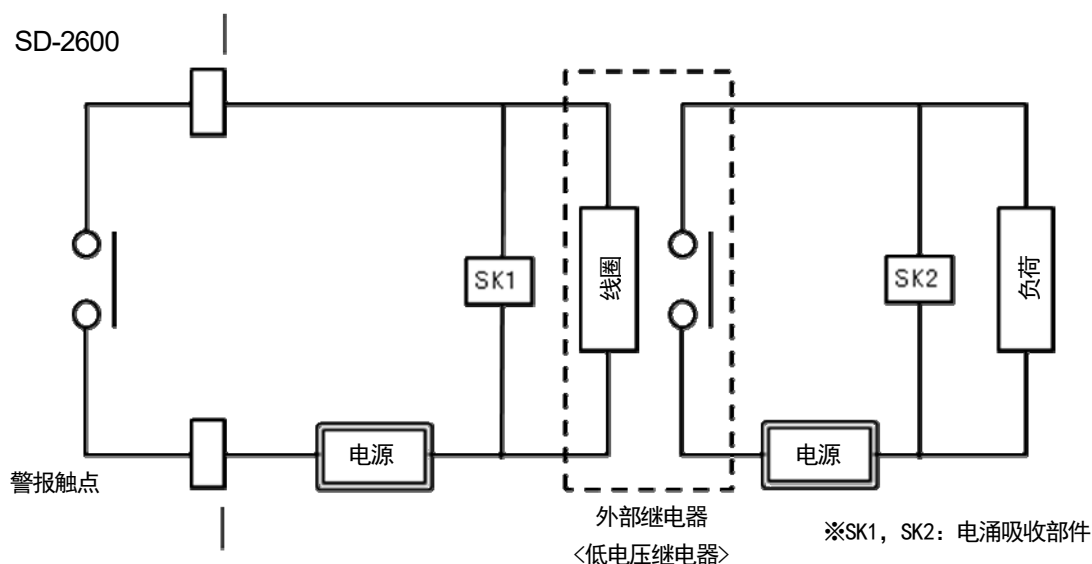 SD-2600
SK1
线圈
SK2
负荷
电源
电源
警报触点
外部继电器
<低电压继电器>
※SK1, SK2: 电涌吸收部件